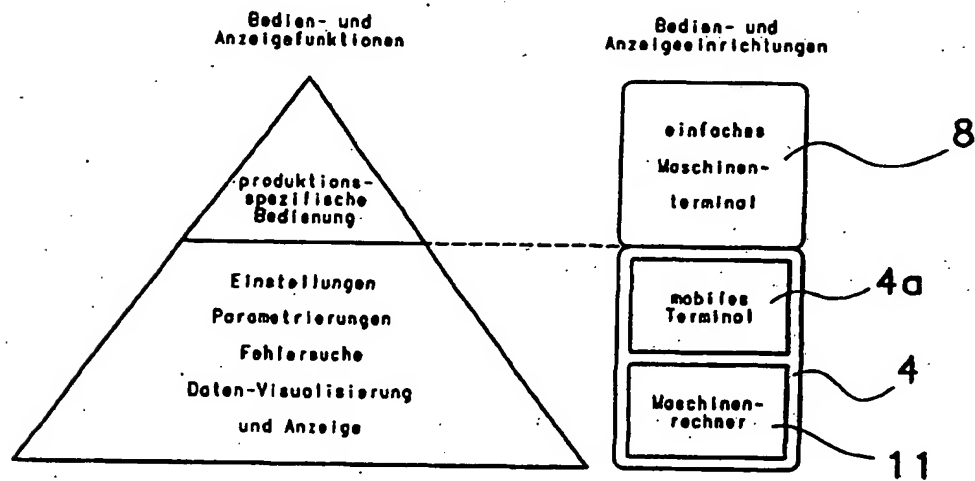 Bedien- und
Anzeigefunktionen
produktions-
spezifische
Bedienung
Einstellungen
Parametrierungen
Fehlersuche
Daten-Visualisierung
und Anzeige
Bedien- und
Anzeigeeinrichtungen
einfaches
Maschinen-
terminal
8
mobiles
Terminal
4a
4
Maschinen-
rechner
11